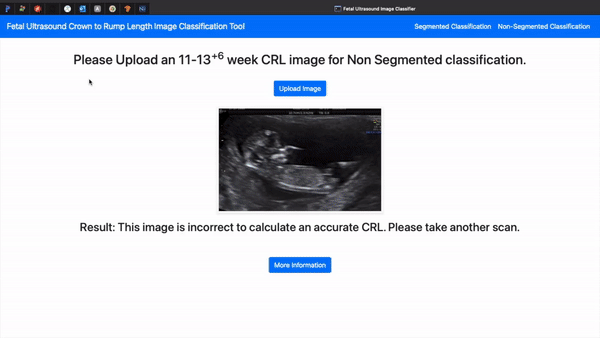 Fetal Ultrasound Image Classifier
Fetal Ultrasound Crown to Rump Length Image Classification Tool
Segmented Classification
Non-Segmented Classification
Please Upload an 11-13+6 week CRL image for Non Segmented classification.
Upload Image
Result: This image is incorrect to calculate an accurate CRL. Please take another scan.
More Information